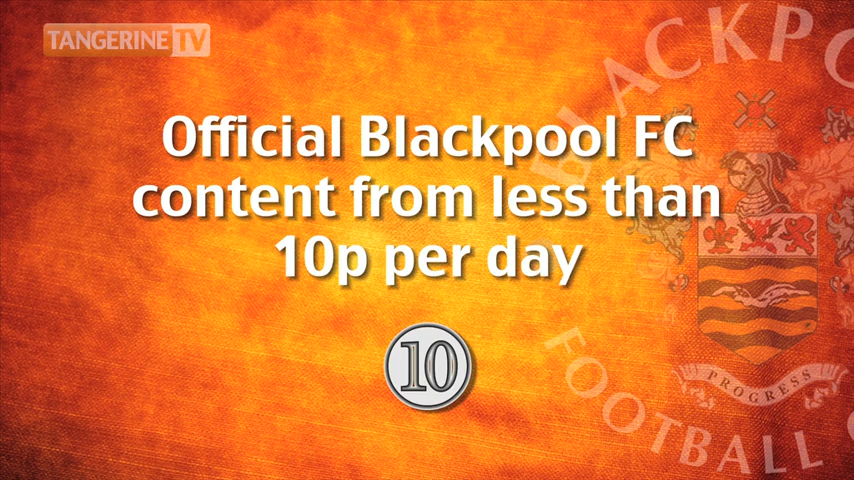 TANGERINE TV
Official Blackpool FC
content from less than
10p per day
10
BLACKPO
PROGRESS
FOOTBALL C